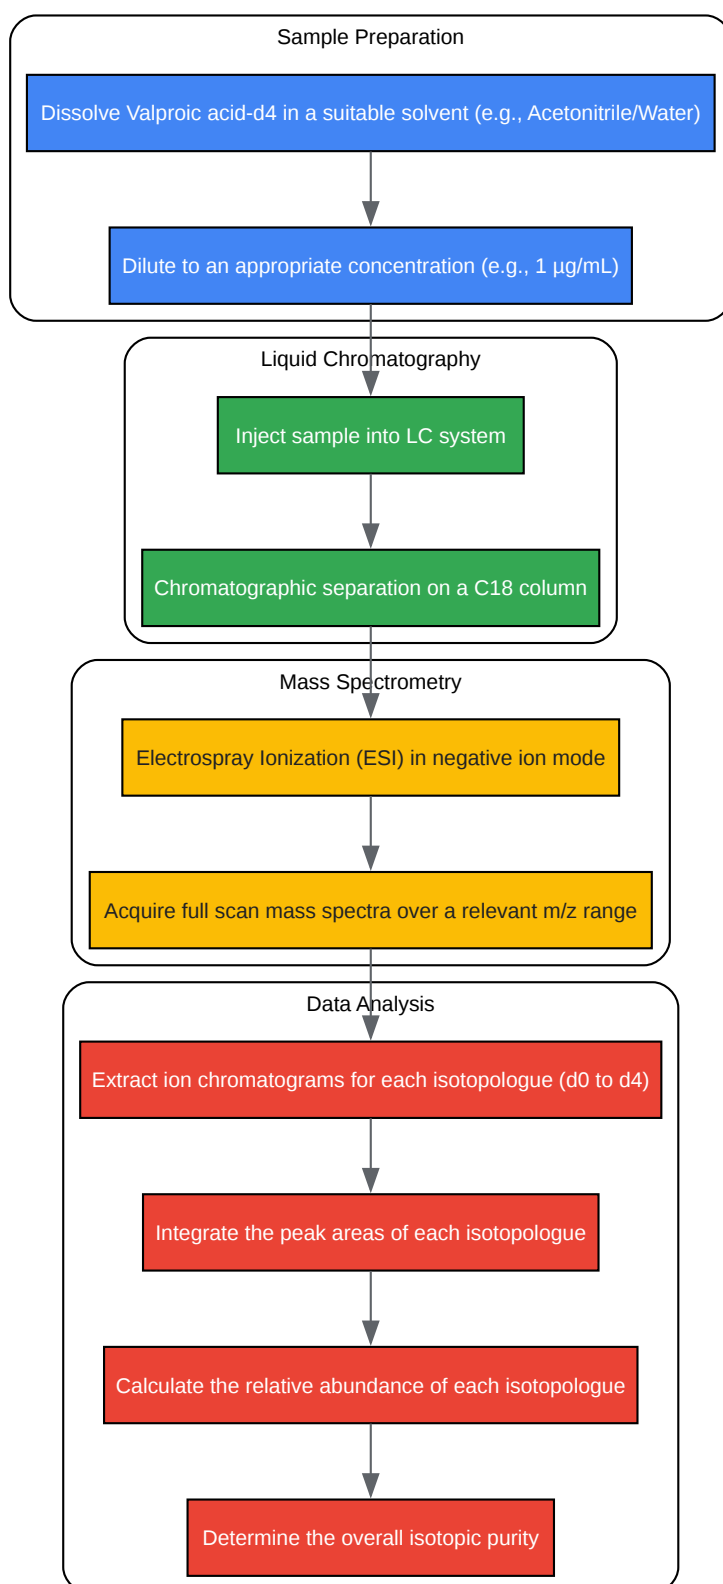 Sample Preparation
Dissolve Valproic acid-d4 in a suitable solvent (e.g., Acetonitrile/Water)
Dilute to an appropriate concentration (e.g., 1 µg/mL)
Liquid Chromatography
Inject sample into LC system
Chromatographic separation on a C18 column
Mass Spectrometry
Electrospray Ionization (ESI) in negative ion mode
Acquire full scan mass spectra over a relevant m/z range
Data Analysis
Extract ion chromatograms for each isotopologue (d0 to d4)
Integrate the peak areas of each isotopologue
Calculate the relative abundance of each isotopologue
Determine the overall isotopic purity